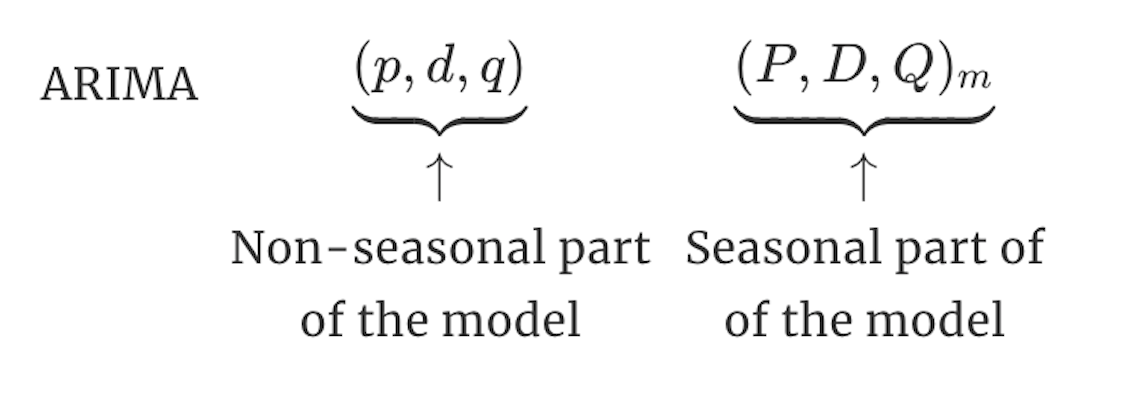 ARIMA (p, d, q) (P, D, Q)m
↑ ↑
Non-seasonal part Seasonal part of
of the model of the model